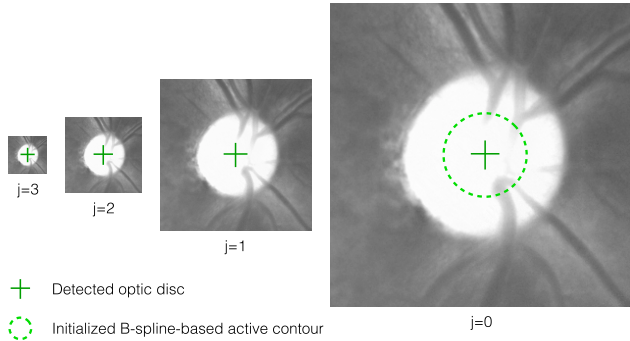 j=3
j=2
j=1
j=0
Detected optic disc
Initialized B-spline-based active contour